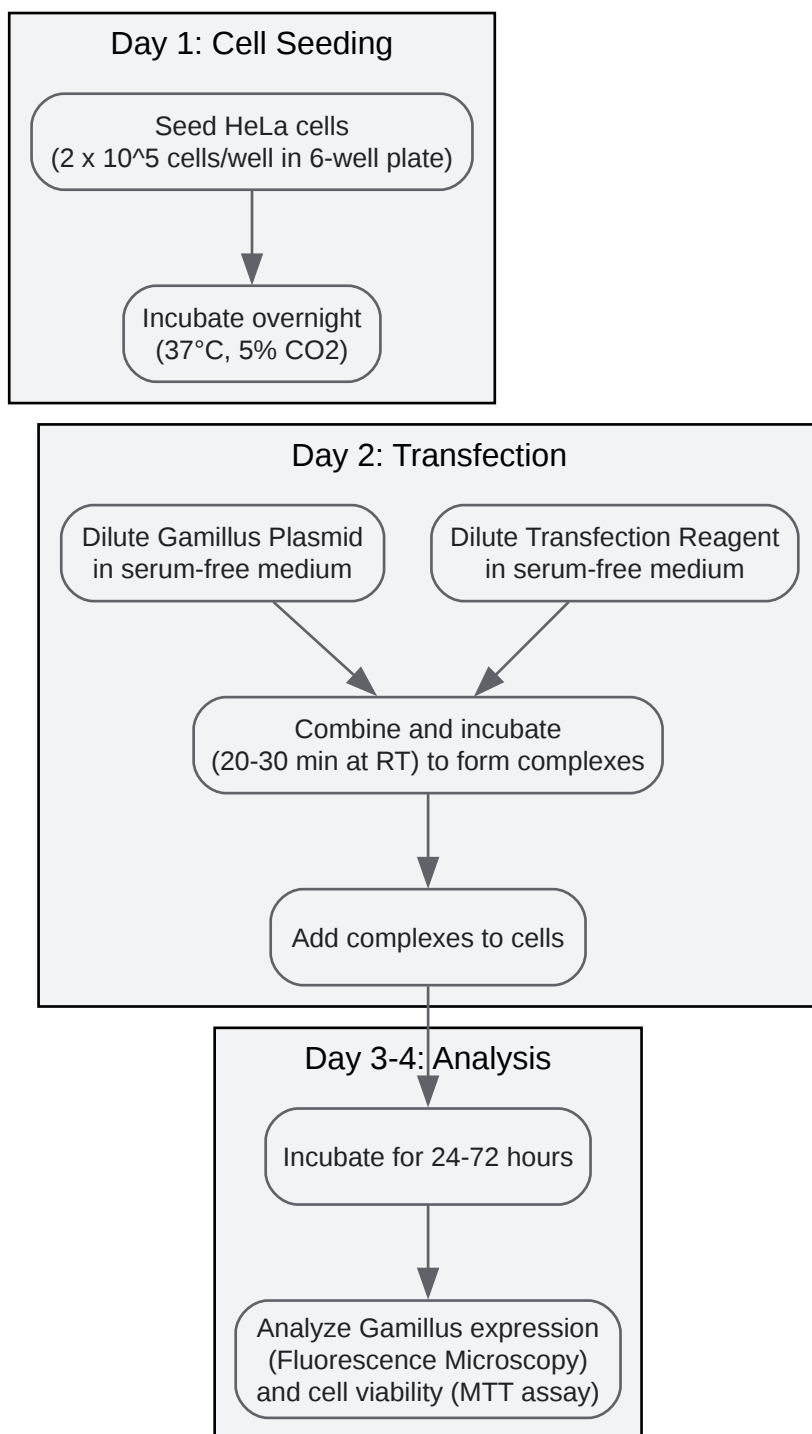 Day 1: Cell Seeding
Seed HeLa cells
(2 x 10^5 cells/well in 6-well plate)
Incubate overnight
(37°C, 5% CO2)
Day 2: Transfection
Dilute Gamillus Plasmid
in serum-free medium
Dilute Transfection Reagent
in serum-free medium
Combine and incubate
(20-30 min at RT) to form complexes
Add complexes to cells
Day 3-4: Analysis
Incubate for 24-72 hours
Analyze Gamillus expression
(Fluorescence Microscopy)
and cell viability (MTT assay)